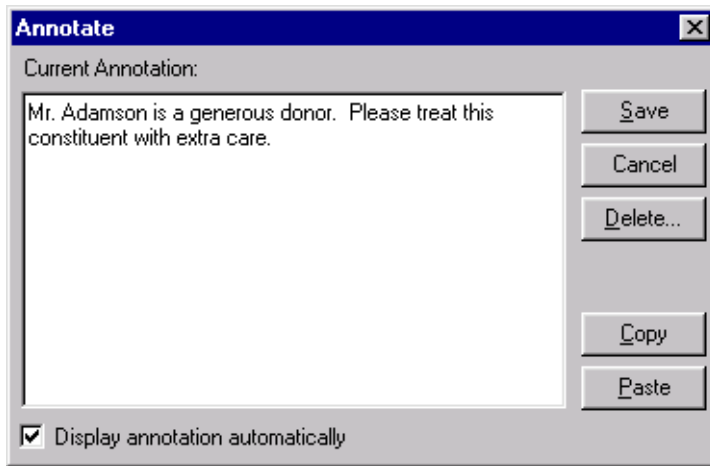 Annotate
Current Annotation:
Mr. Adamson is a generous donor.  Please treat this
constituent with extra care.
Save
Cancel
Delete...
Copy
Paste
Display annotation automatically